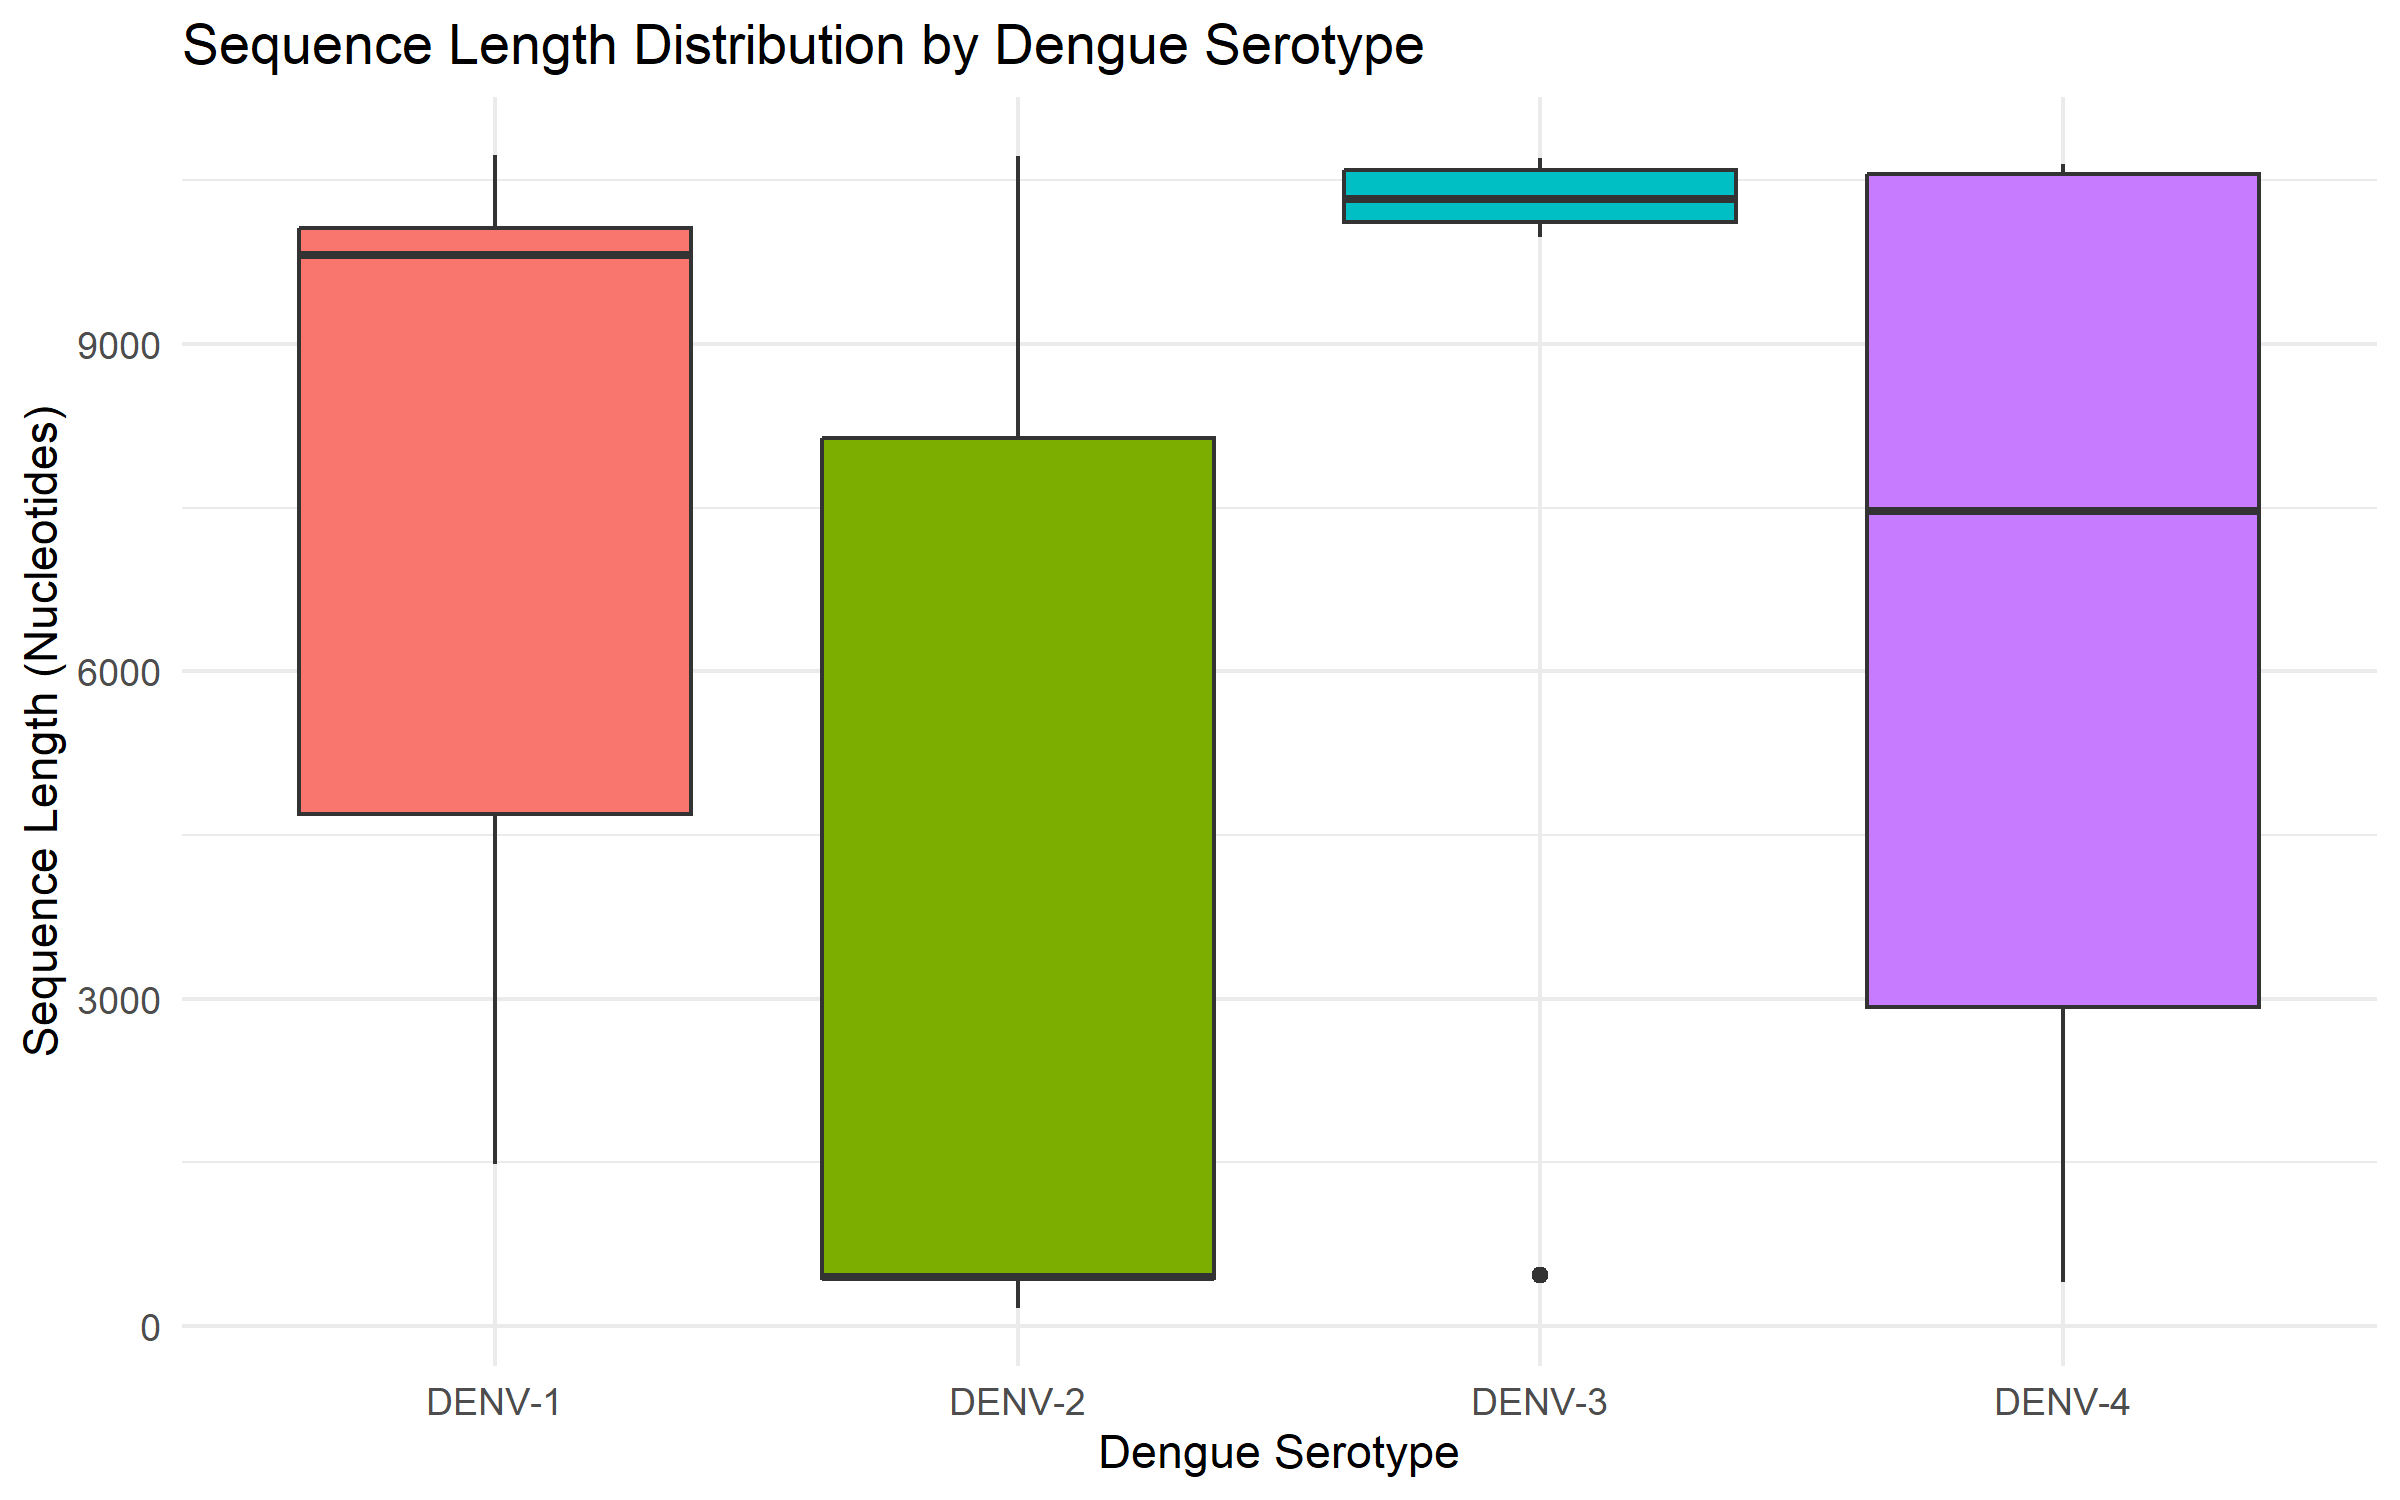 Sequence Length Distribution by Dengue Serotype
Sequence Length (Nucleotides)
9000
6000
3000
0
DENV-1 DENV-2 DENV-3 DENV-4
Dengue Serotype